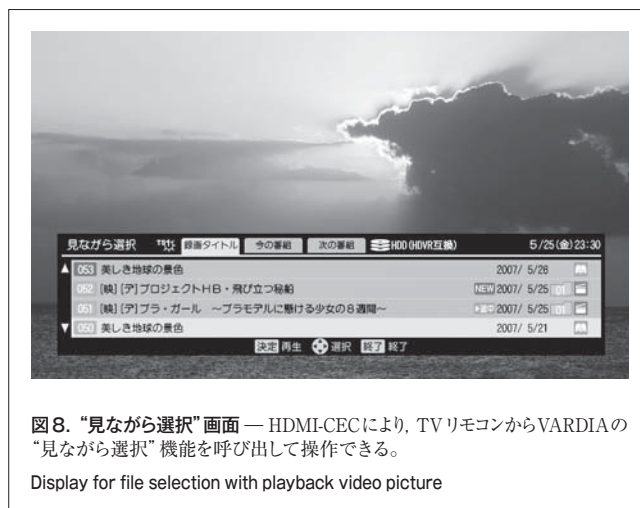 見ながら選択 録画タイトル 今の番組 次の番組 HDD(HDVR互換) 5/25(金)23:30
053 美しき地球の景色 2007/ 5/26
052 [映][デ]プロジェクトHB・飛び立つ秘船 NEW 2007/ 5/25 01
051 [映][デ]プラ・ガール ～プラモデルに懸ける少女の8週間～ 2007/ 5/25 01
050 美しき地球の景色 2007/ 5/21
決定 再生 選択 終了 終了
図8. “見ながら選択”画面 — HDMI-CECにより, TVリモコンからVARDIAの
“見ながら選択”機能を呼び出して操作できる。
Display for file selection with playback video picture